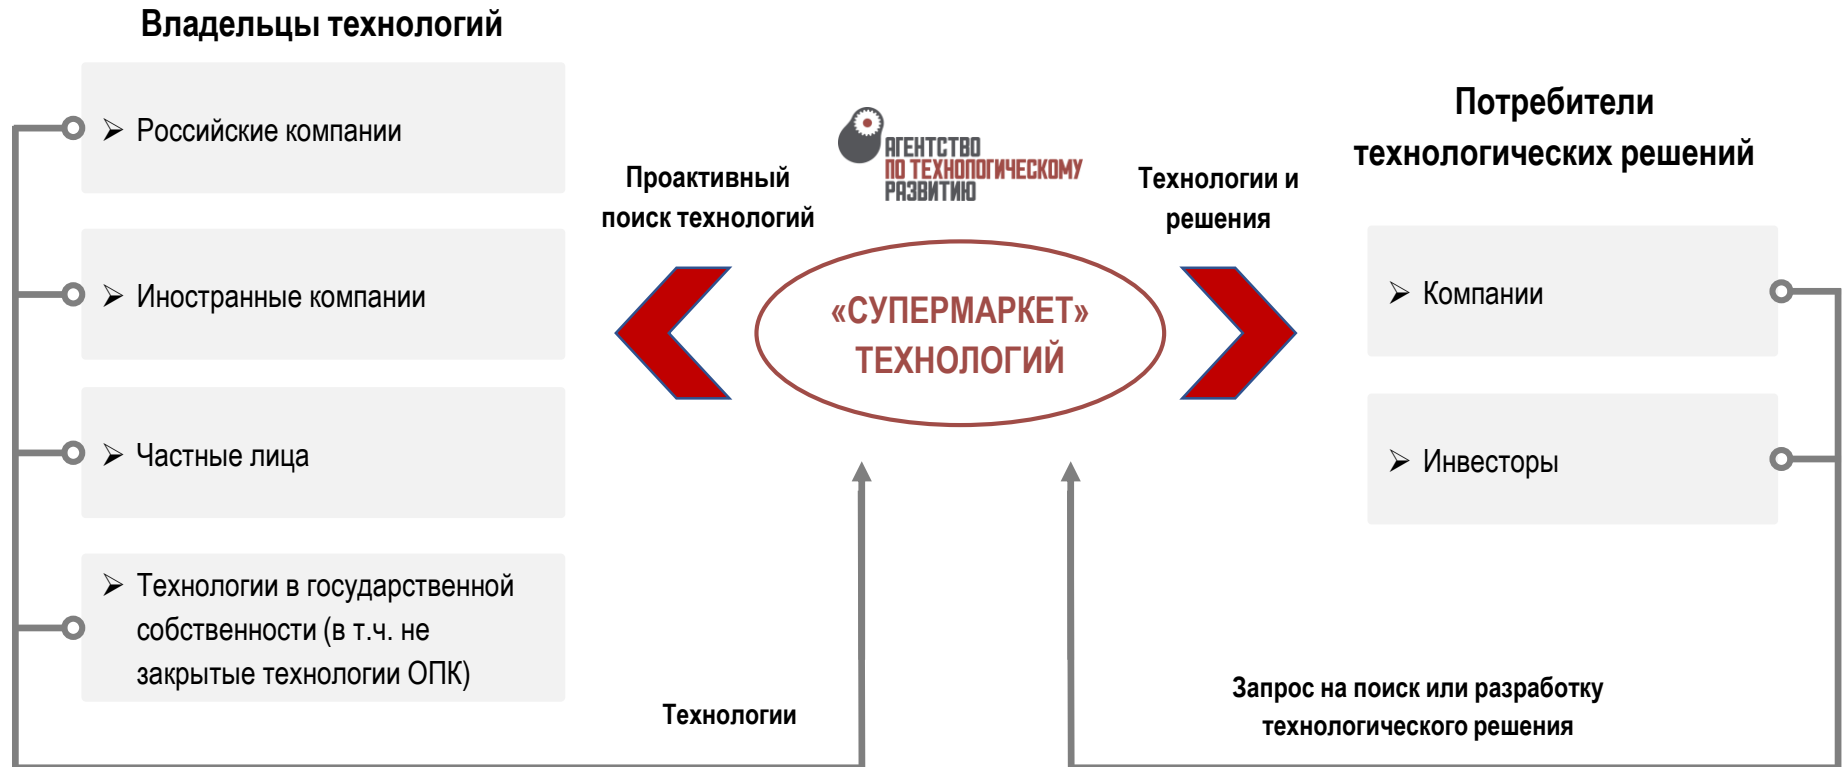 Владельцы технологий
➢ Российские компании
➢ Иностранные компании
➢ Частные лица
➢ Технологии в государственной
собственности (в т.ч. не
закрытые технологии ОПК)
Проактивный
поиск технологий
АГЕНТСТВО
ПО ТЕХНОЛОГИЧЕСКОМУ
РАЗВИТИЮ
«СУПЕРМАРКЕТ»
ТЕХНОЛОГИЙ
Технологии и
решения
Потребители
технологических решений
➢ Компании
➢ Инвесторы
Технологии
Запрос на поиск или разработку
технологического решения